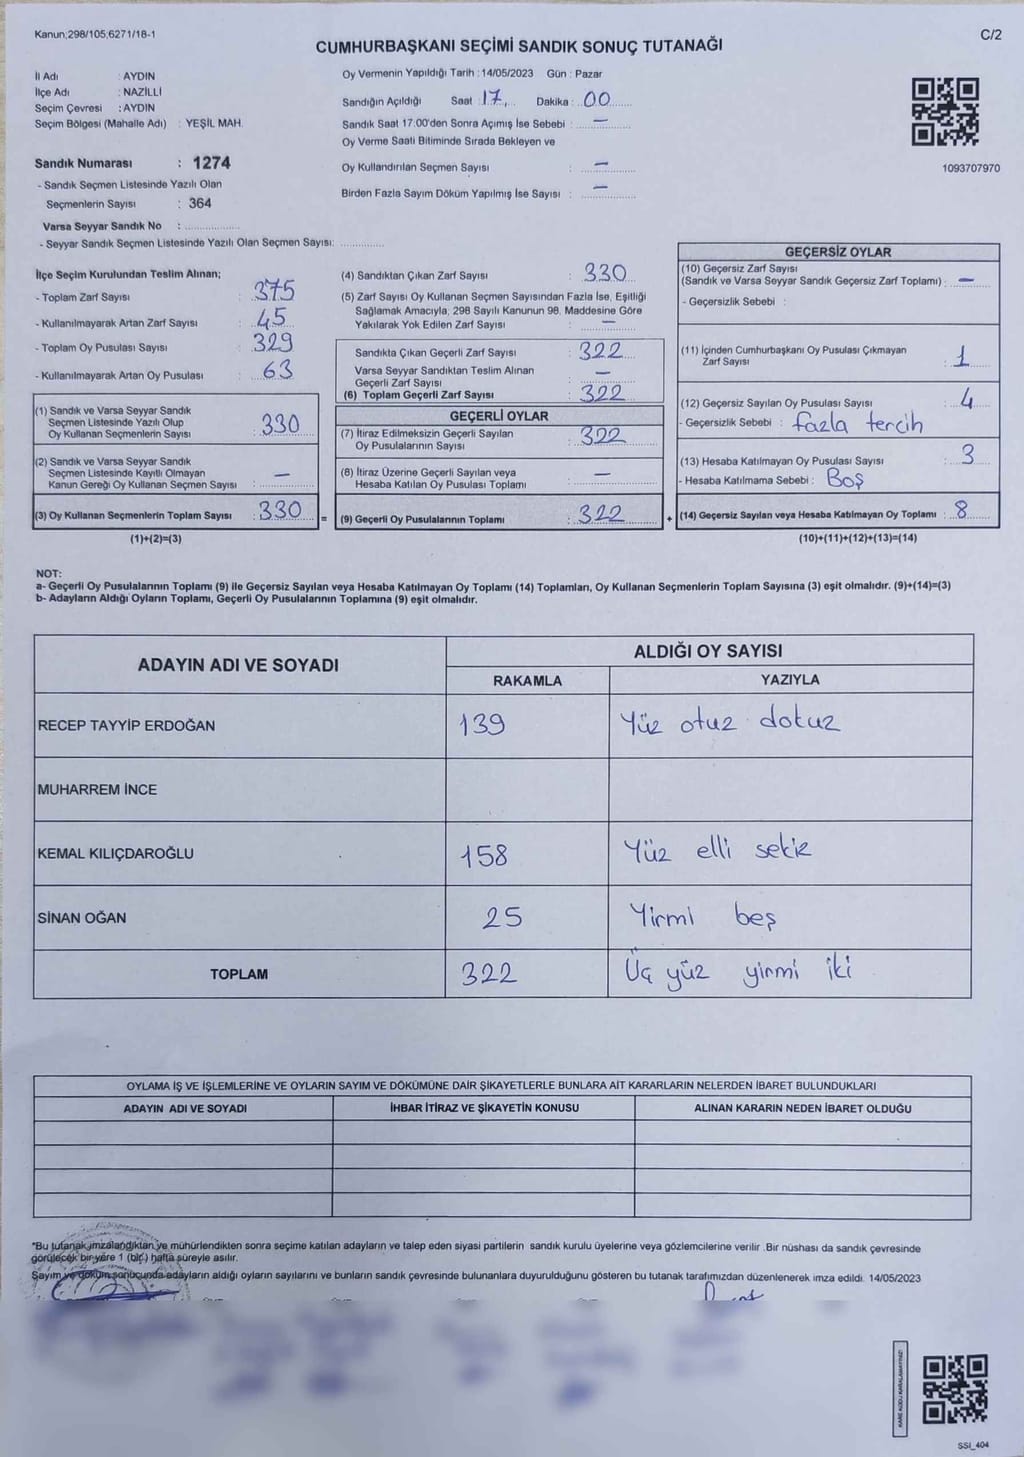 Kanun;298/105,6271/18-1
C/2
CUMHURBAŞKANI SEÇİMİ SANDIK SONUÇ TUTANAĞI
İl Adı : AYDIN
İlçe Adı : NAZİLLİ
Seçim Çevresi : AYDIN
Seçim Bölgesi (Mahalle Adı) : YEŞİL MAH.
Sandık Numarası : 1274
- Sandık Seçmen Listesinde Yazılı Olan
Seçmenlerin Sayısı : 364
Varsa Seyyar Sandık No :
- Seyyar Sandık Seçmen Listesinde Yazılı Olan Seçmen Sayısı:
Oy Vermenin Yapıldığı Tarih : 14/05/2023 Gün : Pazar
Sandığın Açıldığı Saat : 17 Dakika : 00
Sandık Saat 17:00'den Sonra Açımış İse Sebebi : —
Oy Verme Saati Bitiminde Sırada Bekleyen ve
Oy Kullandırılan Seçmen Sayısı : —
Birden Fazla Sayım Döküm Yapılmış İse Sayısı : —
1093707970
İlçe Seçim Kurulundan Teslim Alınan;
- Toplam Zarf Sayısı : 375
- Kullanılmayarak Artan Zarf Sayısı : 45
- Toplam Oy Pusulası Sayısı : 329
- Kullanılmayarak Artan Oy Pusulası : 63
(1) Sandık ve Varsa Seyyar Sandık
Seçmen Listesinde Yazılı Olup
Oy Kullanan Seçmenlerin Sayısı : 330
(2) Sandık ve Varsa Seyyar Sandık
Seçmen Listesinde Kayıtlı Olmayan
Kanun Gereği Oy Kullanan Seçmen Sayısı : —
(3) Oy Kullanan Seçmenlerin Toplam Sayısı : 330
(1)+(2)=(3)
(4) Sandıktan Çıkan Zarf Sayısı : 330
(5) Zarf Sayısı Oy Kullanan Seçmen Sayısından Fazla İse, Eşitliği
Sağlamak Amacıyla, 298 Sayılı Kanunun 98. Maddesine Göre
Yakılarak Yok Edilen Zarf Sayısı : —
Sandıkta Çıkan Geçerli Zarf Sayısı : 322
Varsa Seyyar Sandıktan Teslim Alınan
Geçerli Zarf Sayısı : —
(6) Toplam Geçerli Zarf Sayısı : 322
GEÇERLİ OYLAR
(7) İtiraz Edilmeksizin Geçerli Sayılan
Oy Pusulalarının Sayısı : 322
(8) İtiraz Üzerine Geçerli Sayılan veya
Hesaba Katılan Oy Pusulası Toplamı : —
= (9) Geçerli Oy Pusulalarının Toplamı : 322
GEÇERSİZ OYLAR
(10) Geçersiz Zarf Sayısı
(Sandık ve Varsa Seyyar Sandık Geçersiz Zarf Toplamı) : —
- Geçersizlik Sebebi :
(11) İçinden Cumhurbaşkanı Oy Pusulası Çıkmayan
Zarf Sayısı : 1
(12) Geçersiz Sayılan Oy Pusulası Sayısı : 4
- Geçersizlik Sebebi : fazla tercih
(13) Hesaba Katılmayan Oy Pusulası Sayısı : 3
- Hesaba Katılmama Sebebi : Boş
+ (14) Geçersiz Sayılan veya Hesaba Katılmayan Oy Toplamı : 8
(10)+(11)+(12)+(13)=(14)
NOT:
a- Geçerli Oy Pusulalarının Toplamı (9) ile Geçersiz Sayılan veya Hesaba Katılmayan Oy Toplamı (14) Toplamları, Oy Kullanan Seçmenlerin Toplam Sayısına (3) eşit olmalıdır. (9)+(14)=(3)
b- Adayların Aldığı Oyların Toplamı, Geçerli Oy Pusulalarının Toplamına (9) eşit olmalıdır.
ADAYIN ADI VE SOYADI ALDIĞI OY SAYISI
RAKAMLA YAZIYLA
RECEP TAYYİP ERDOĞAN 139 Yüz otuz dokuz
MUHARREM İNCE
KEMAL KILIÇDAROĞLU 158 Yüz elli sekiz
SİNAN OĞAN 25 Yirmi beş
TOPLAM 322 Üç yüz yirmi iki
OYLAMA İŞ VE İŞLEMLERİNE VE OYLARIN SAYIM VE DÖKÜMÜNE DAİR ŞİKAYETLERLE BUNLARA AİT KARARLARIN NELERDEN İBARET BULUNDUKLARI
ADAYIN ADI VE SOYADI İHBAR İTİRAZ VE ŞİKAYETİN KONUSU ALINAN KARARIN NEDEN İBARET OLDUĞU
*Bu tutanak imzalandıktan ve mühürlendikten sonra seçime katılan adayların ve talep eden siyasi partilerin sandık kurulu üyelerine veya gözlemcilerine verilir .Bir nüshası da sandık çevresinde
görülecek bir yere 1 (bir) hafta süreyle asılır.
Sayım ve döküm sonucunda adayların aldığı oyların sayılarını ve bunların sandık çevresinde bulunanlara duyurulduğunu gösteren bu tutanak tarafımızdan düzenlenerek imza edildi. 14/05/2023
KARE KODU KARALAMAYINIZ!
SSI_404